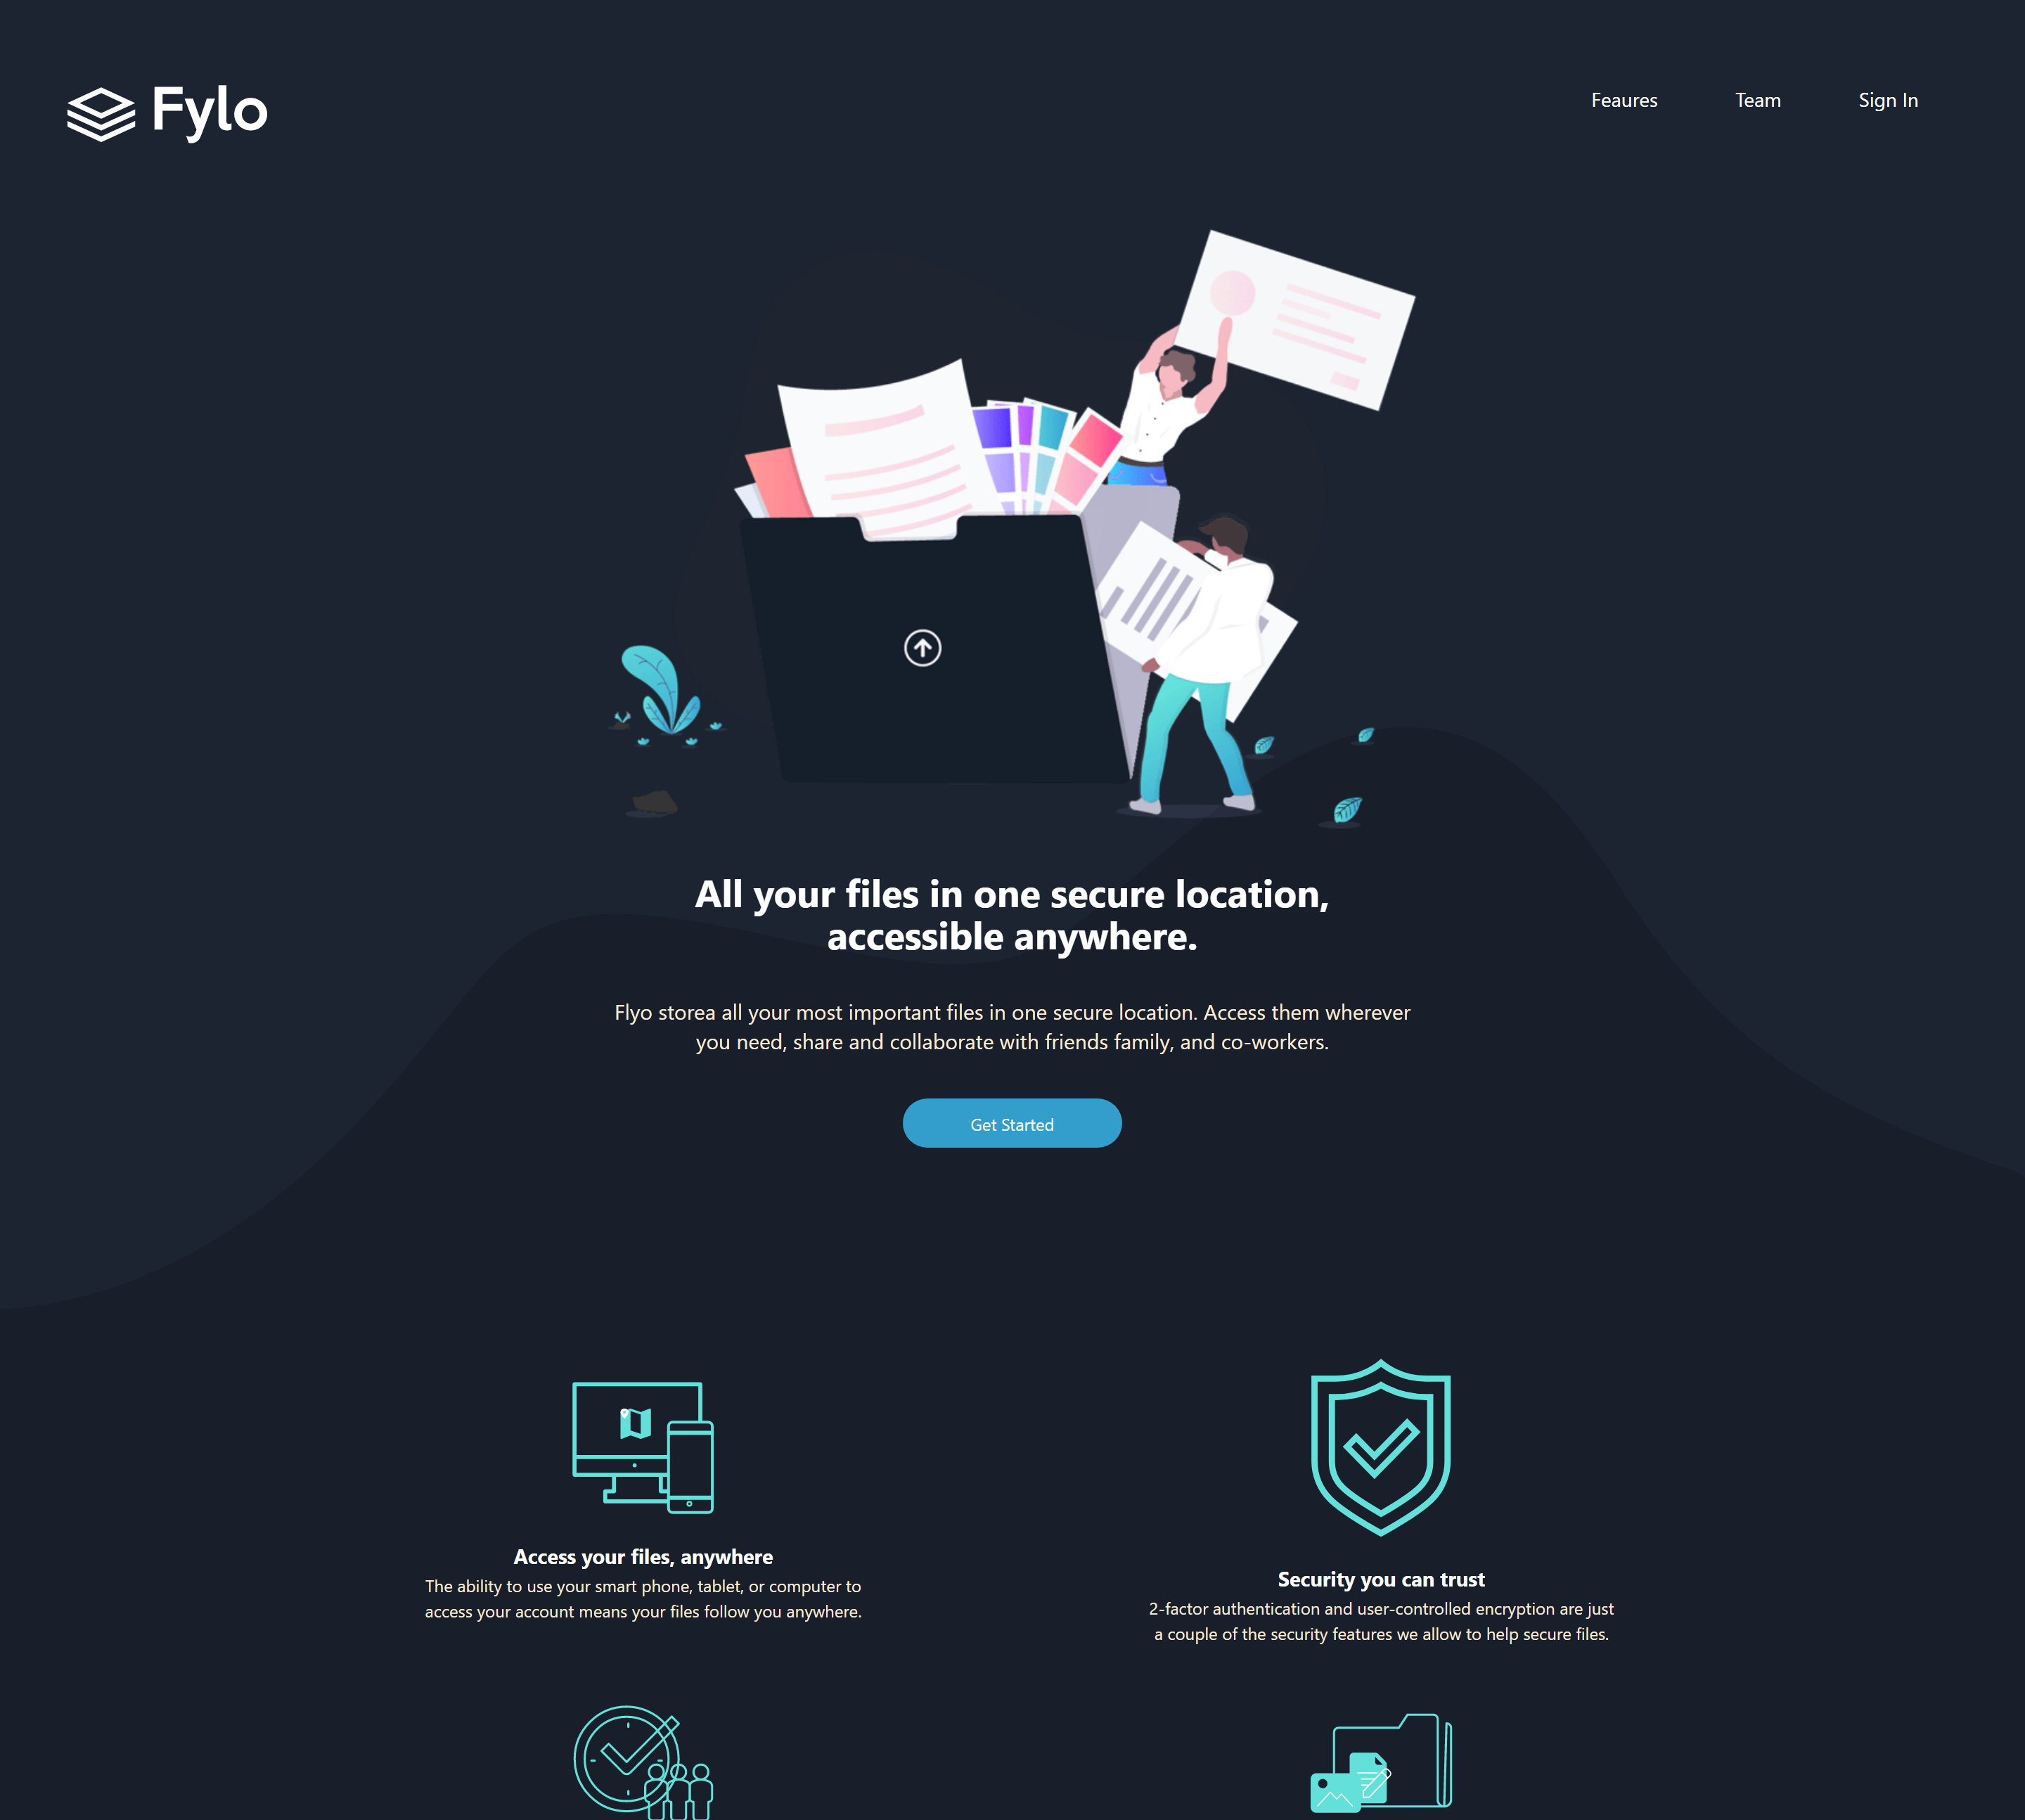 Fylo
Feaures
Team
Sign In
All your files in one secure location,
accessible anywhere.
Flyo storea all your most important files in one secure location. Access them wherever
you need, share and collaborate with friends family, and co-workers.
Get Started
Access your files, anywhere
The ability to use your smart phone, tablet, or computer to
access your account means your files follow you anywhere.
Security you can trust
2-factor authentication and user-controlled encryption are just
a couple of the security features we allow to help secure files.